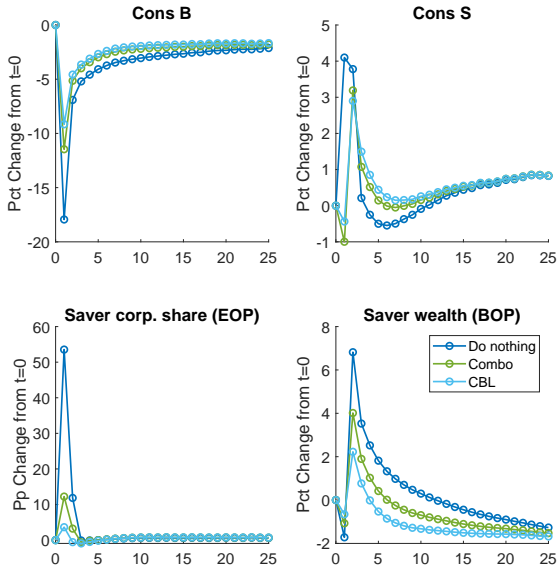 Cons B
Pct Change from t=0
0
-5
-10
-15
-20
0 5 10 15 20 25
Cons S
Pct Change from t=0
5
4
3
2
1
0
-1
0 5 10 15 20 25
Saver corp. share (EOP)
Pp Change from t=0
60
50
40
30
20
10
0
0 5 10 15 20 25
Saver wealth (BOP)
Pct Change from t=0
8
6
4
2
0
-2
0 5 10 15 20 25
Do nothing
Combo
CBL